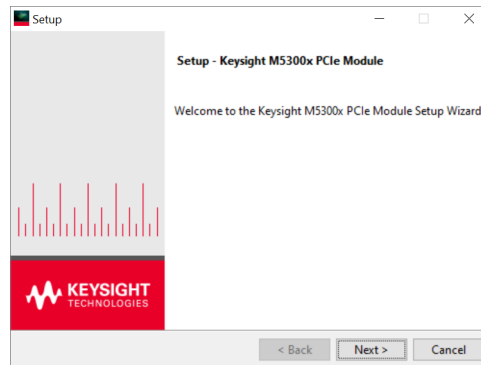 Setup
Setup - Keysight M5300x PCIe Module
Welcome to the Keysight M5300x PCIe Module Setup Wizard
KEYSIGHT
TECHNOLOGIES
< Back
Next >
Cancel